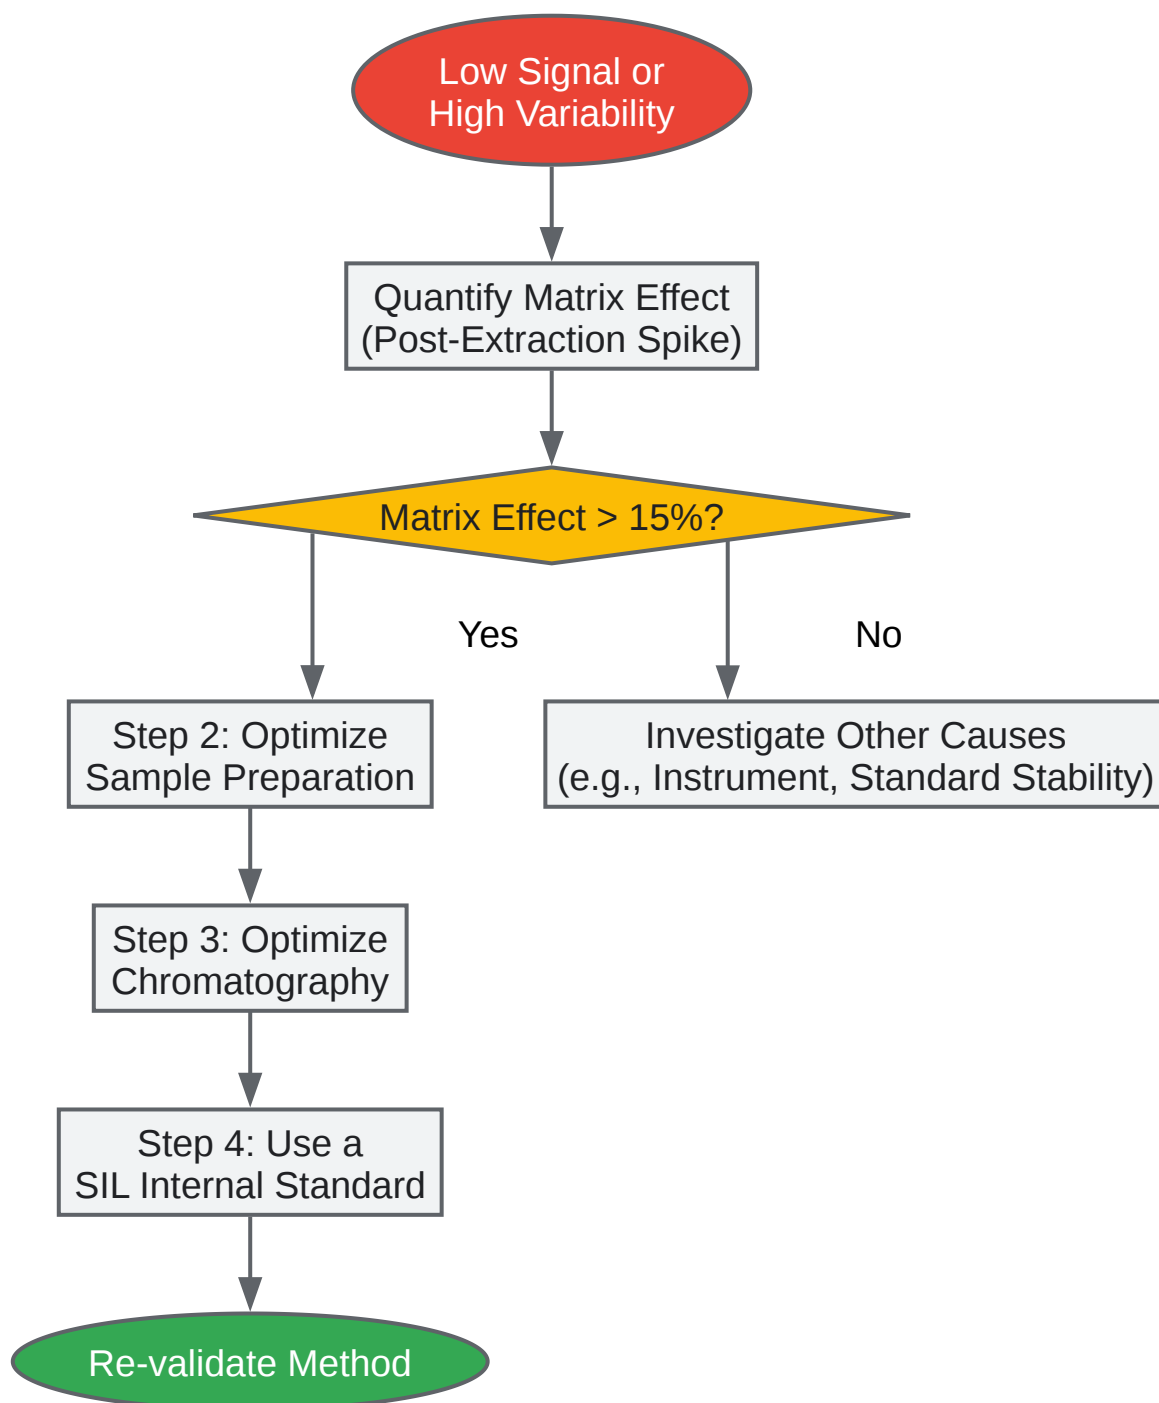 Low Signal or
High Variability
Quantify Matrix Effect
(Post-Extraction Spike)
Matrix Effect > 15%?
Yes
No
Step 2: Optimize
Sample Preparation
Investigate Other Causes
(e.g., Instrument, Standard Stability)
Step 3: Optimize
Chromatography
Step 4: Use a
SIL Internal Standard
Re-validate Method